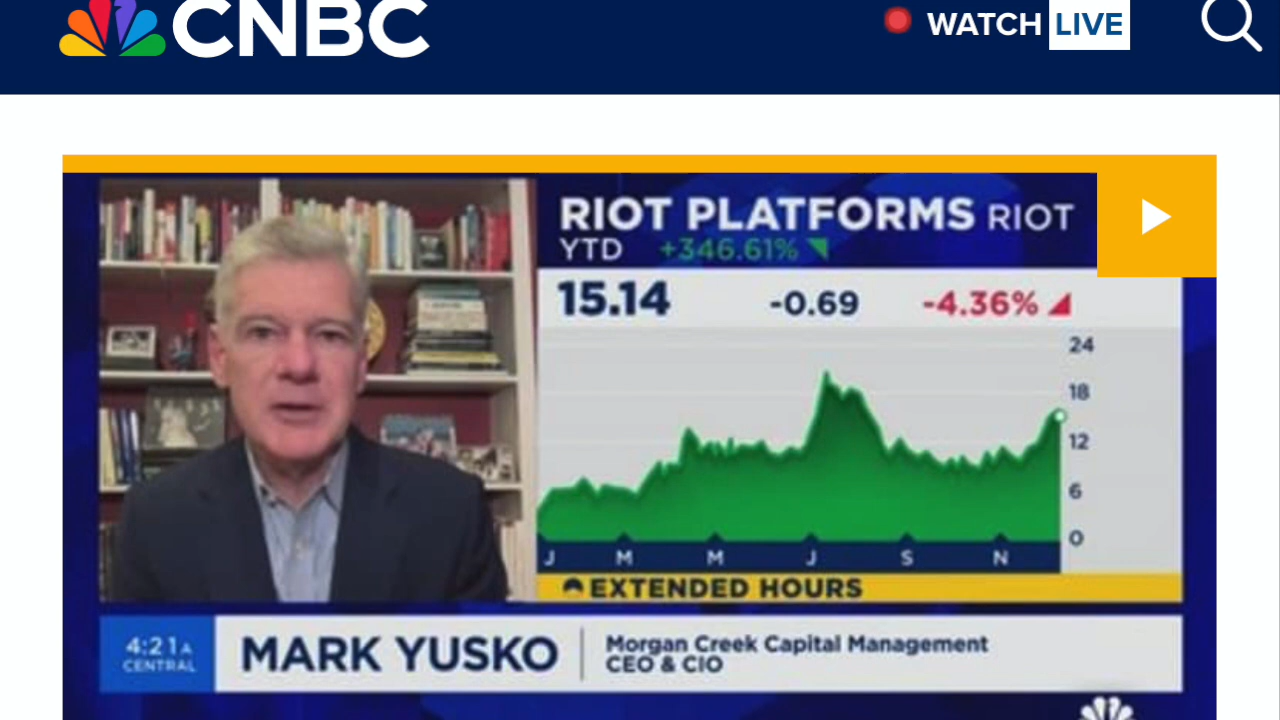 CNBC
WATCH LIVE
RIOT PLATFORMS RIOT
YTD +346.61%
15.14 -0.69 -4.36%
24
18
12
6
0
J M M J S N
EXTENDED HOURS
4:21A
CENTRAL
MARK YUSKO
Morgan Creek Capital Management
CEO & CIO